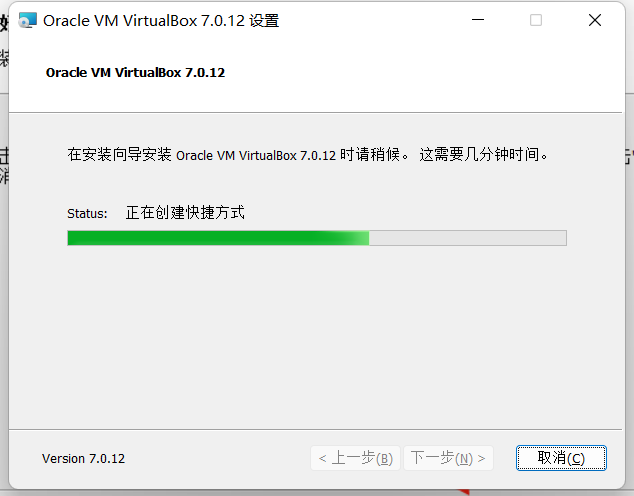 Oracle VM VirtualBox 7.0.12 设置
Oracle VM VirtualBox 7.0.12
在安装向导安装 Oracle VM VirtualBox 7.0.12 时请稍候。 这需要几分钟时间。
Status: 正在创建快捷方式
Version 7.0.12
< 上一步(B) 下一步(N) > 取消(C)